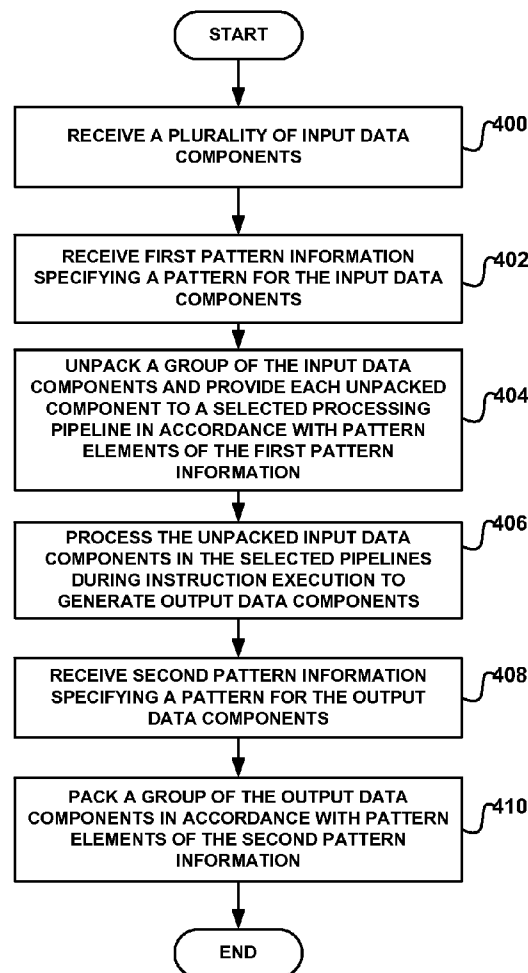 START
RECEIVE A PLURALITY OF INPUT DATA
COMPONENTS
400
RECEIVE FIRST PATTERN INFORMATION
SPECIFYING A PATTERN FOR THE INPUT DATA
COMPONENTS
402
UNPACK A GROUP OF THE INPUT DATA
COMPONENTS AND PROVIDE EACH UNPACKED
COMPONENT TO A SELECTED PROCESSING
PIPELINE IN ACCORDANCE WITH PATTERN
ELEMENTS OF THE FIRST PATTERN
INFORMATION
404
PROCESS THE UNPACKED INPUT DATA
COMPONENTS IN THE SELECTED PIPELINES
DURING INSTRUCTION EXECUTION TO
GENERATE OUTPUT DATA COMPONENTS
406
RECEIVE SECOND PATTERN INFORMATION
SPECIFYING A PATTERN FOR THE OUTPUT
DATA COMPONENTS
408
PACK A GROUP OF THE OUTPUT DATA
COMPONENTS IN ACCORDANCE WITH PATTERN
ELEMENTS OF THE SECOND PATTERN
INFORMATION
410
END